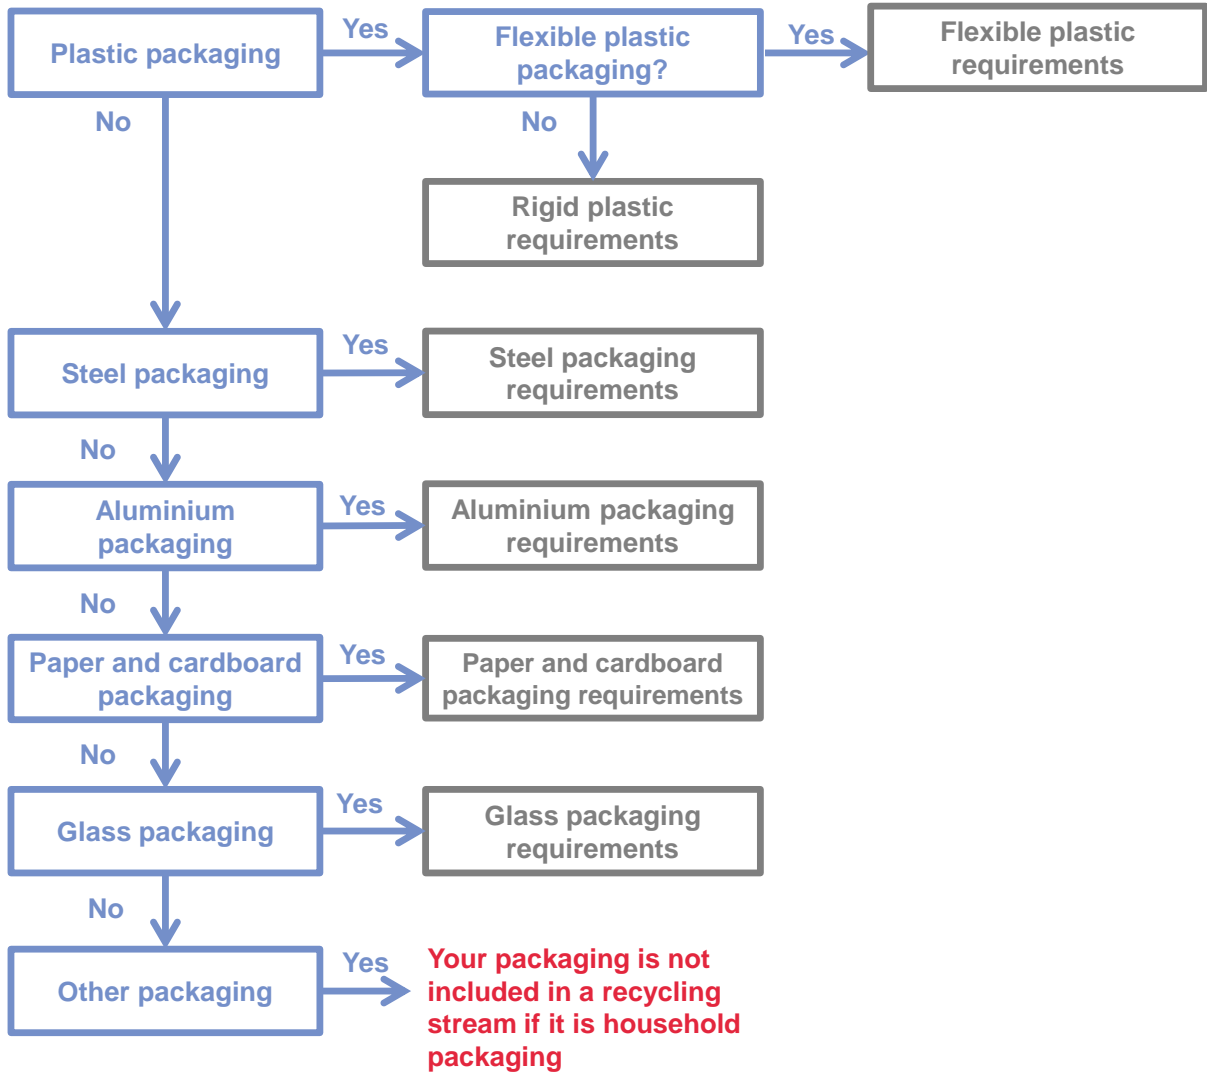 Plastic packaging
Yes
Flexible plastic
packaging?
Yes
Flexible plastic
requirements
No
No
Rigid plastic
requirements
Steel packaging
Yes
Steel packaging
requirements
No
Aluminium
packaging
Yes
Aluminium packaging
requirements
No
Paper and cardboard
packaging
Yes
Paper and cardboard
packaging requirements
No
Glass packaging
Yes
Glass packaging
requirements
No
Other packaging
Yes
Your packaging is not
included in a recycling
stream if it is household
packaging